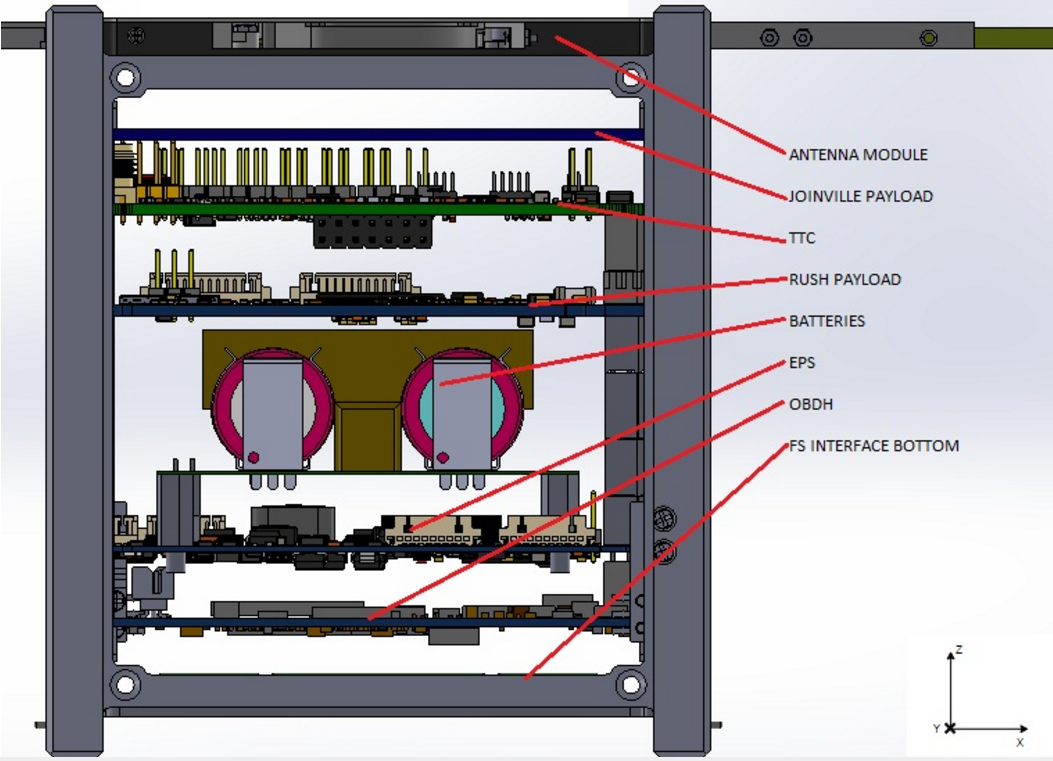 ANTENNA MODULE
JOINVILLE PAYLOAD
TTC
RUSH PAYLOAD
BATTERIES
EPS
OBDH
FS INTERFACE BOTTOM
Z
Y
X